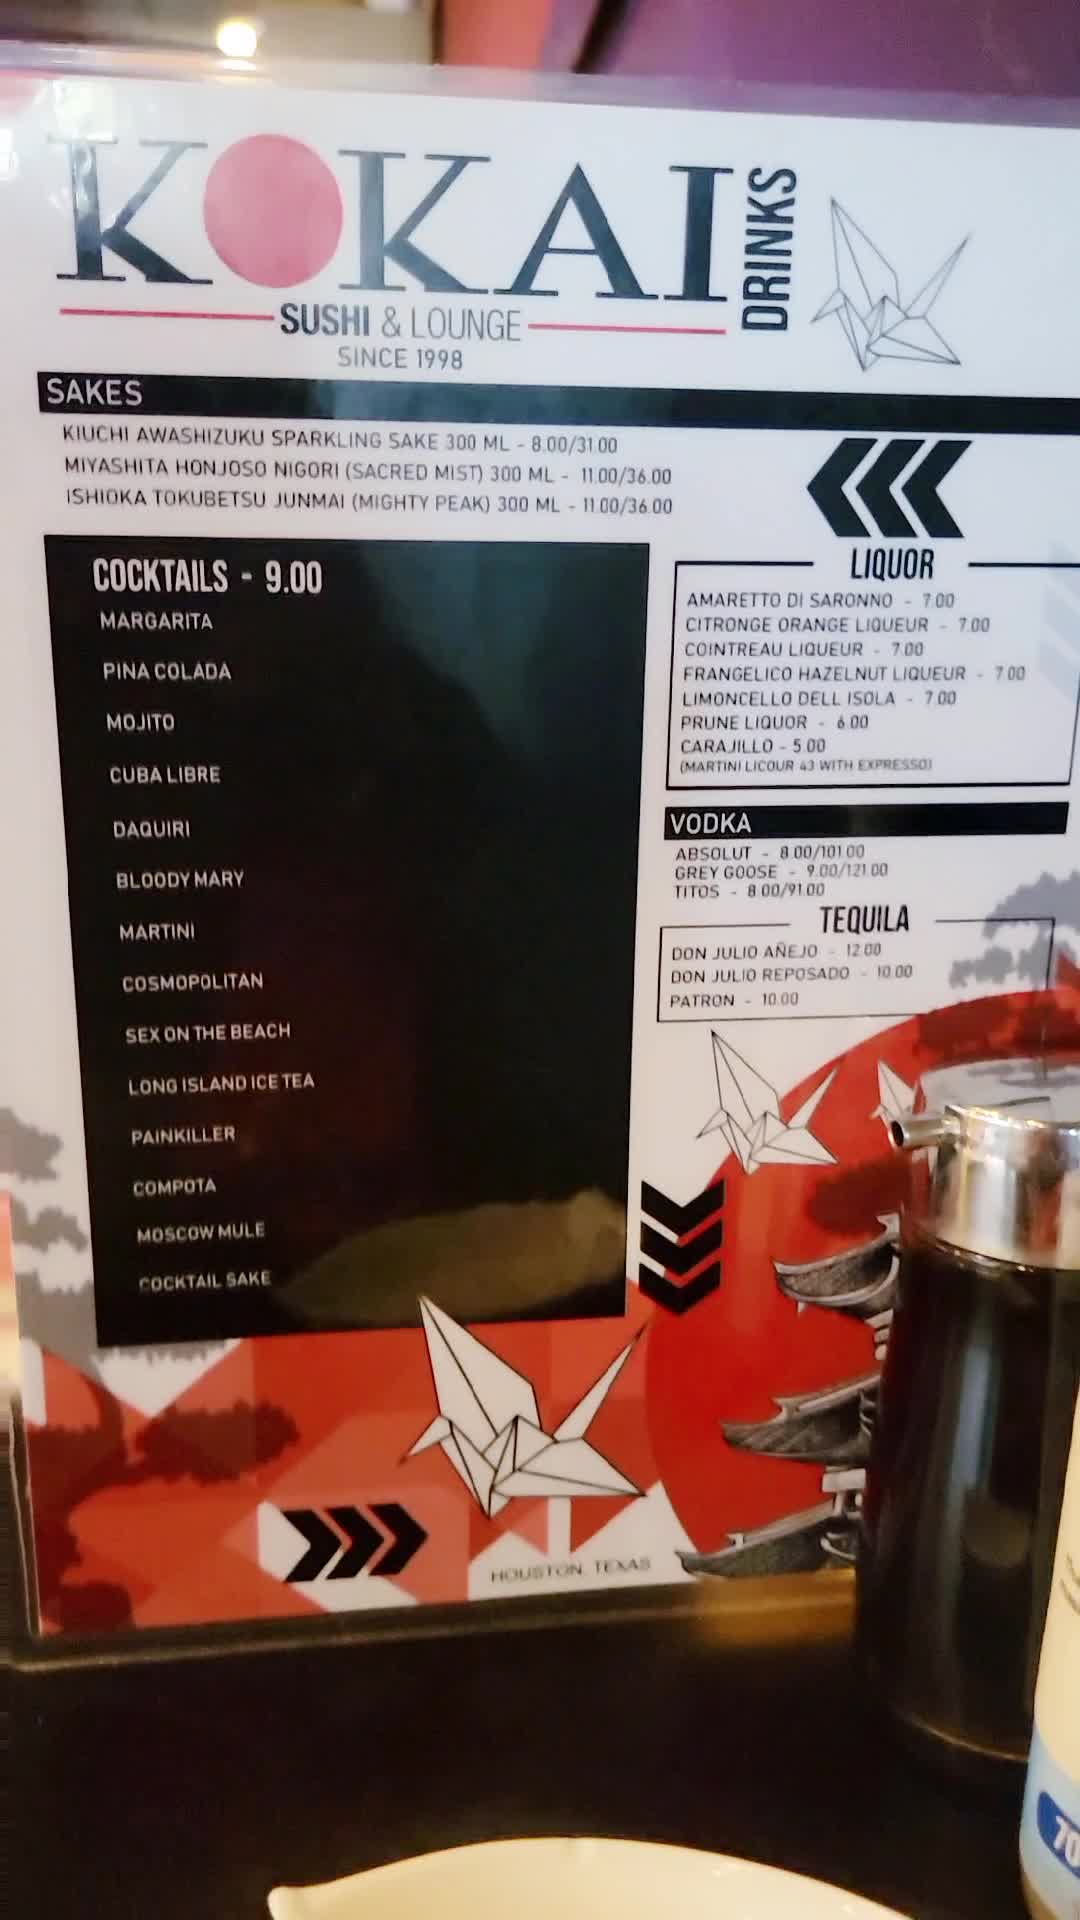 KOKAI
DRINKS
SUSHI & LOUNGE
SINCE 1998
SAKES
KIUCHI AWASHIZUKU SPARKLING SAKE 300 ML - 8.00/31.00
MIYASHITA HONJOSO NIGORI (SACRED MIST) 300 ML - 11.00/36.00
ISHIOKA TOKUBETSU JUNMAI (MIGHTY PEAK) 300 ML - 11.00/36.00
COCKTAILS - 9.00
MARGARITA
PINA COLADA
MOJITO
CUBA LIBRE
DAQUIRI
BLOODY MARY
MARTINI
COSMOPOLITAN
SEX ON THE BEACH
LONG ISLAND ICE TEA
PAINKILLER
COMPOTA
MOSCOW MULE
COCKTAIL SAKE
LIQUOR
AMARETTO DI SARONNO - 7.00
CITRONGE ORANGE LIQUEUR - 7.00
COINTREAU LIQUEUR - 7.00
FRANGELICO HAZELNUT LIQUEUR - 7.00
LIMONCELLO DELL ISOLA - 7.00
PRUNE LIQUOR - 6.00
CARAJILLO - 5.00
(MARTINI LICOUR 43 WITH EXPRESSO)
VODKA
ABSOLUT - 8.00/101.00
GREY GOOSE - 9.00/121.00
TITOS - 8.00/91.00
TEQUILA
DON JULIO AÑEJO - 12.00
DON JULIO REPOSADO - 10.00
PATRON - 10.00
HOUSTON, TEXAS
70